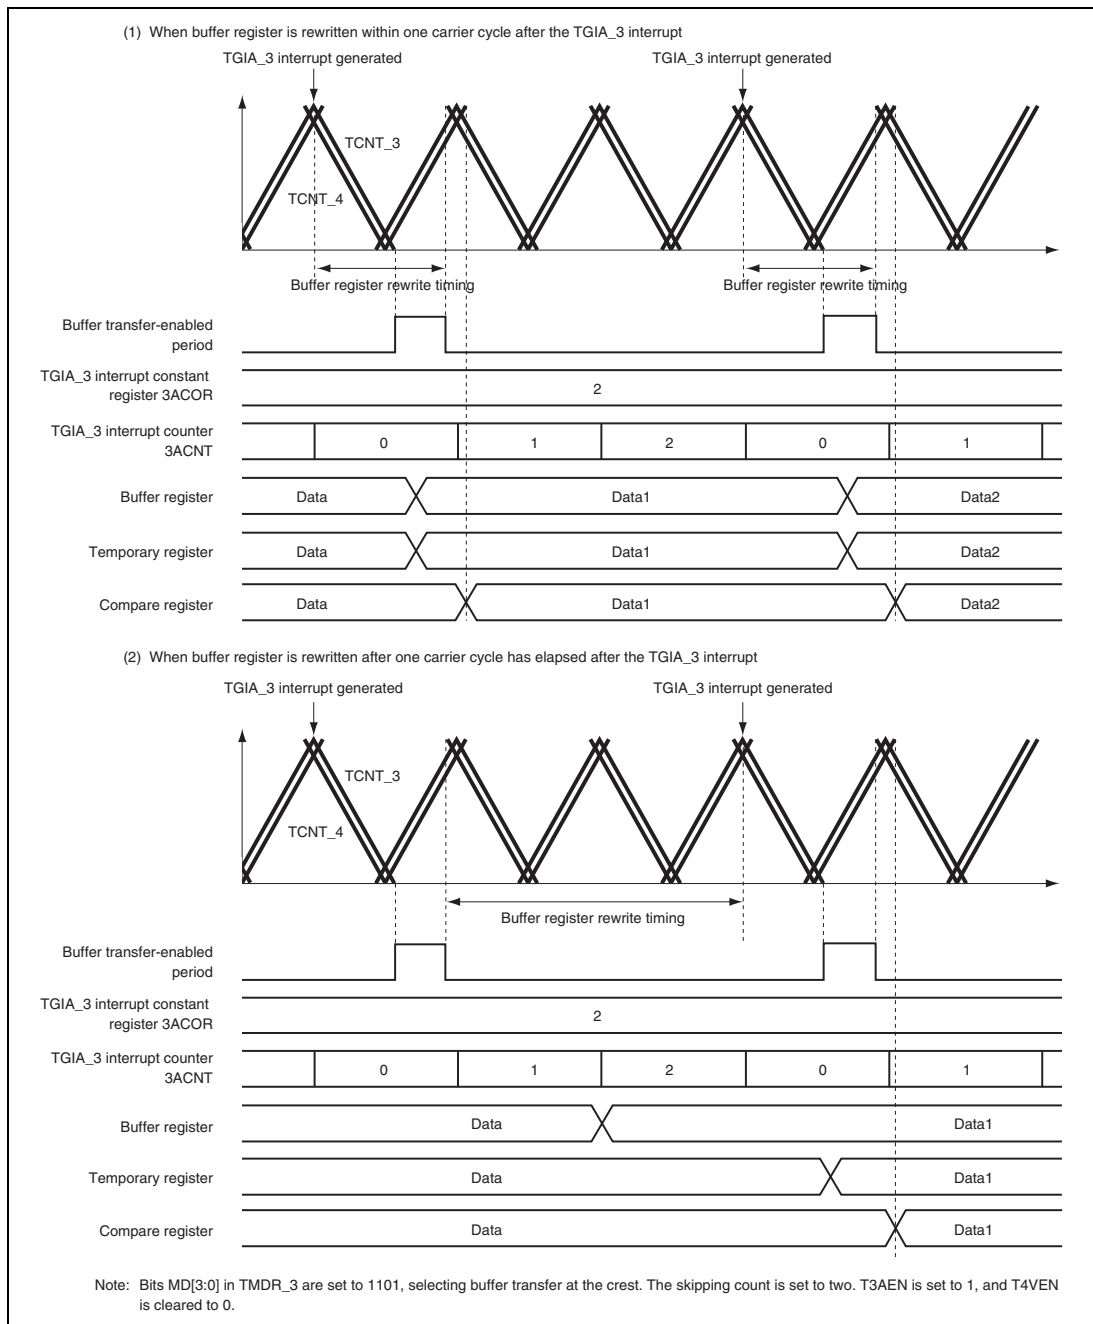 (1) When buffer register is rewritten within one carrier cycle after the TGIA_3 interrupt
TGIA_3 interrupt generated
TGIA_3 interrupt generated
TCNT_3
TCNT_4
Buffer register rewrite timing
Buffer register rewrite timing
Buffer transfer-enabled
period
TGIA_3 interrupt constant
register 3ACOR
2
TGIA_3 interrupt counter
3ACNT
0 1 2 0 1
Buffer register
Data Data1 Data2
Temporary register
Data Data1 Data2
Compare register
Data Data1 Data2
(2) When buffer register is rewritten after one carrier cycle has elapsed after the TGIA_3 interrupt
TGIA_3 interrupt generated
TGIA_3 interrupt generated
TCNT_3
TCNT_4
Buffer register rewrite timing
Buffer transfer-enabled
period
TGIA_3 interrupt constant
register 3ACOR
2
TGIA_3 interrupt counter
3ACNT
0 1 2 0 1
Buffer register
Data Data1
Temporary register
Data Data1
Compare register
Data Data1
Note: Bits MD[3:0] in TMDR_3 are set to 1101, selecting buffer transfer at the crest. The skipping count is set to two. T3AEN is set to 1, and T4VEN
is cleared to 0.